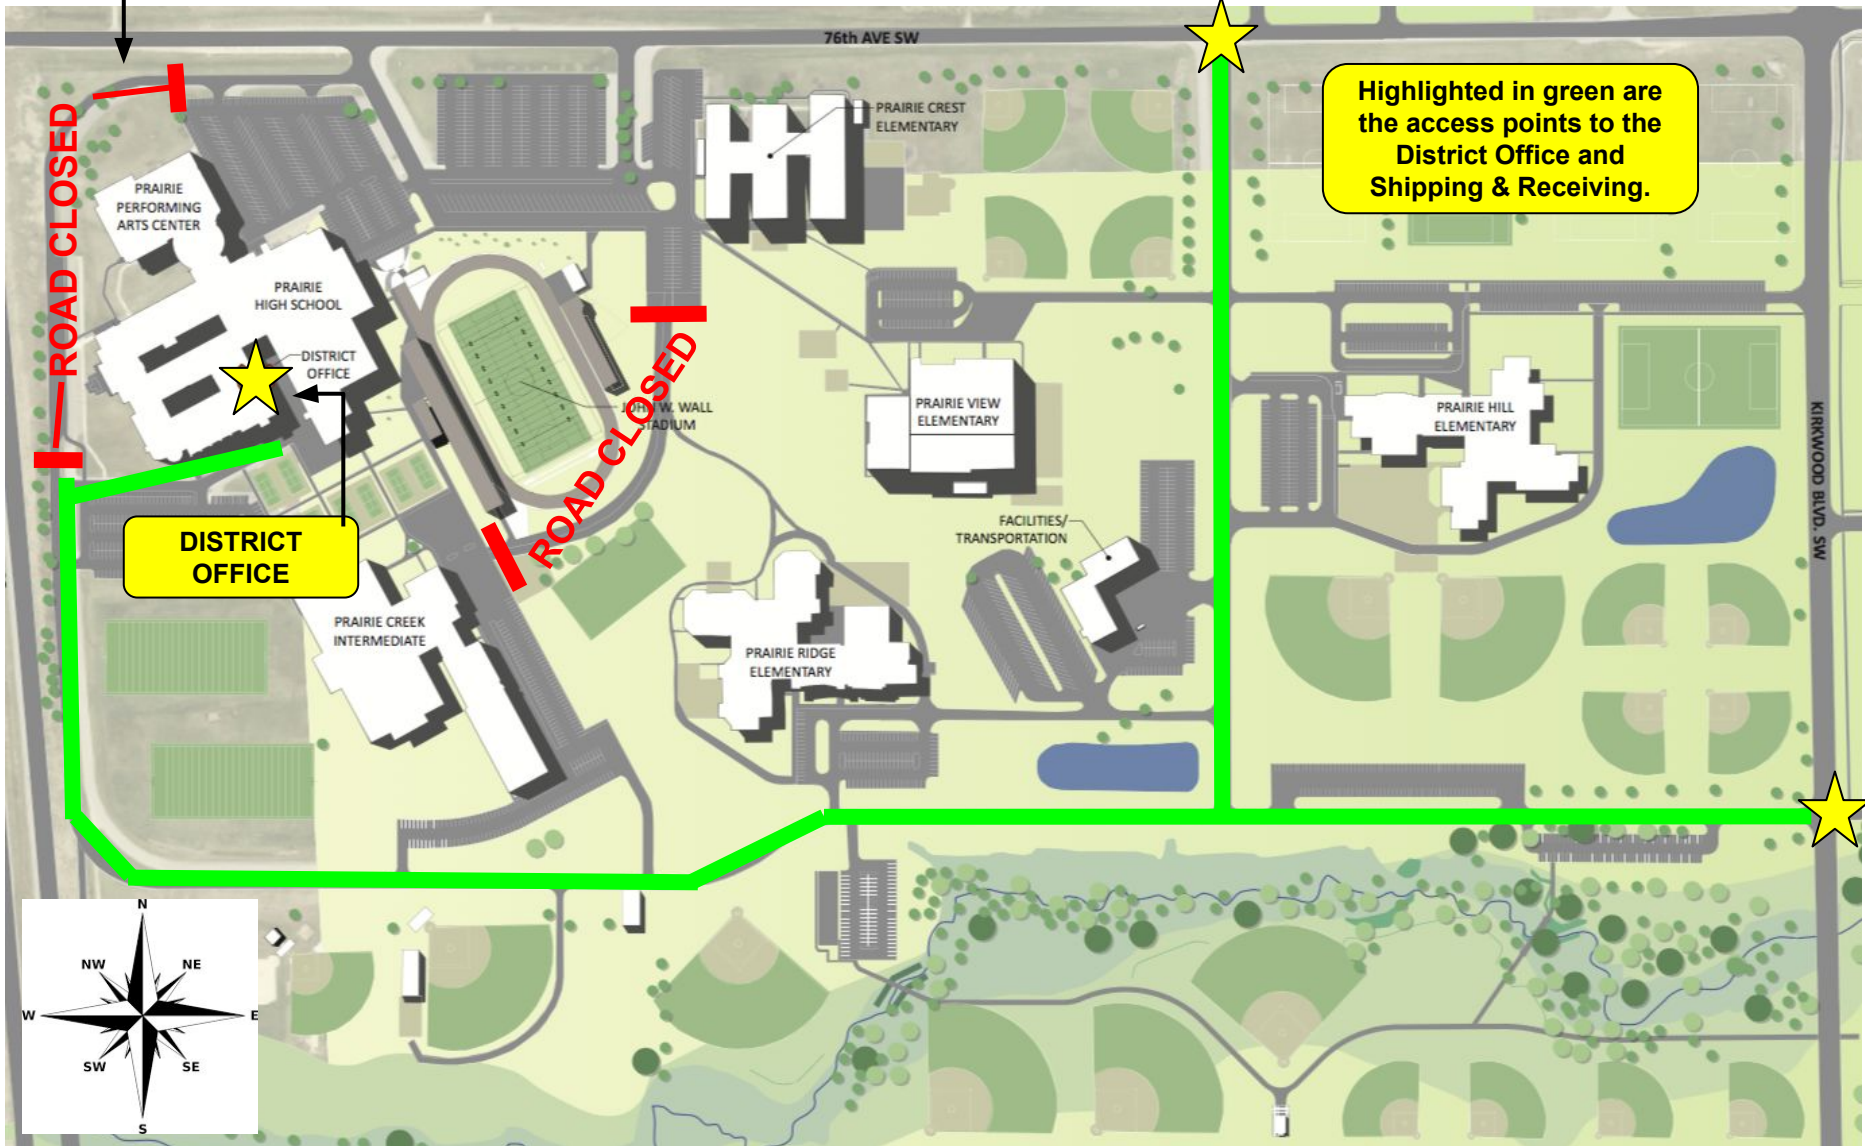 76th AVE SW
Highlighted in green are
the access points to the
District Office and
Shipping & Receiving.
PRAIRIE CREST
ELEMENTARY
ROAD CLOSED
PRAIRIE
PERFORMING
ARTS CENTER
PRAIRIE
HIGH SCHOOL
DISTRICT
OFFICE
JOHN W. WALL
STADIUM
ROAD CLOSED
PRAIRIE VIEW
ELEMENTARY
PRAIRIE HILL
ELEMENTARY
KIRKWOOD BLVD. SW
FACILITIES/
TRANSPORTATION
DISTRICT
OFFICE
PRAIRIE CREEK
INTERMEDIATE
PRAIRIE RIDGE
ELEMENTARY
N
NW
NE
W
E
SW
SE
S